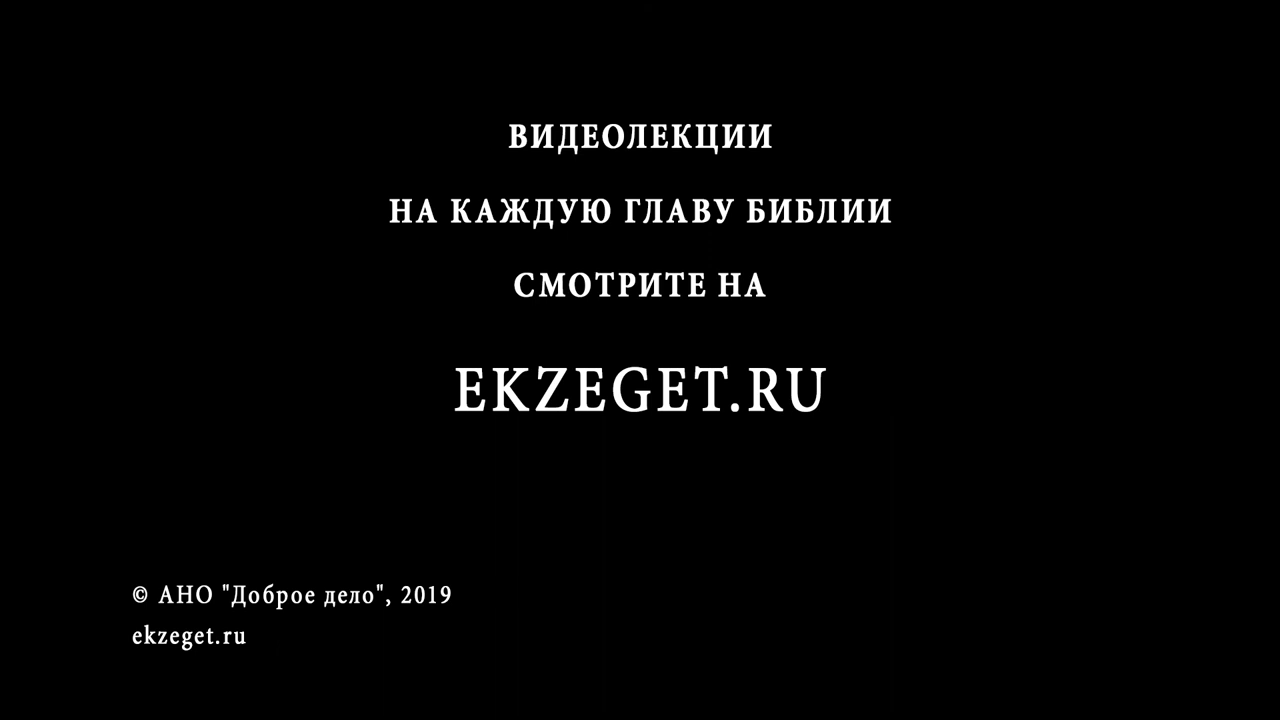 ВИДЕОЛЕКЦИИ
НА КАЖДУЮ ГЛАВУ БИБЛИИ
СМОТРИТЕ НА
EKZEGET.RU
© АНО "Доброе дело", 2019
ekzeget.ru